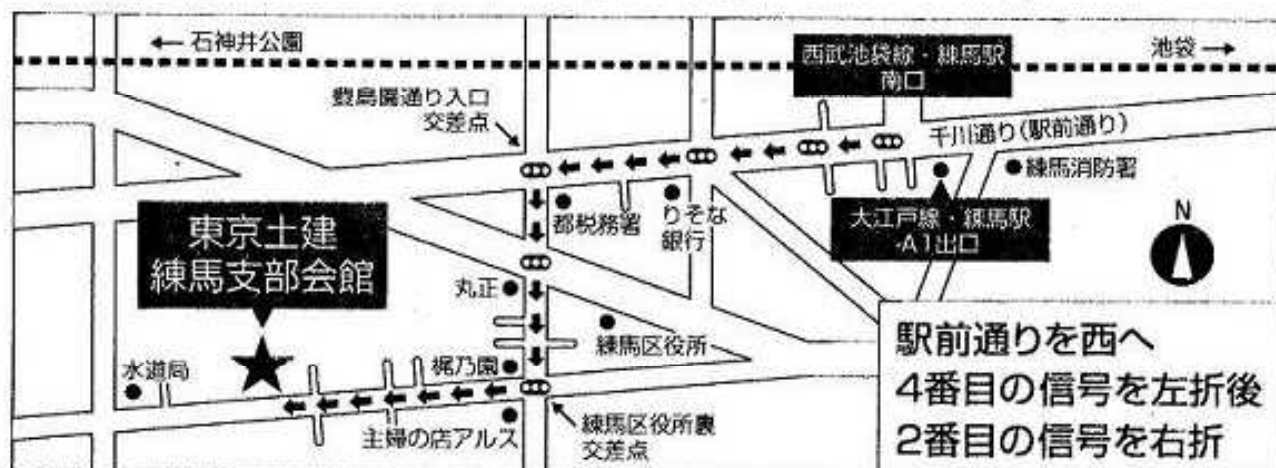 ← 石神井公園
西武池袋線・練馬駅
南口
池袋 →
豊島園通り入口
交差点
千川通り(駅前通り)
練馬消防署
都税務署
りそな
銀行
大江戸線・練馬駅
・A1出口
N
東京土建
練馬支部会館
丸正
練馬区役所
水道局
梶乃園
主婦の店アルス
練馬区役所裏
交差点
駅前通りを西へ
4番目の信号を左折後
2番目の信号を右折